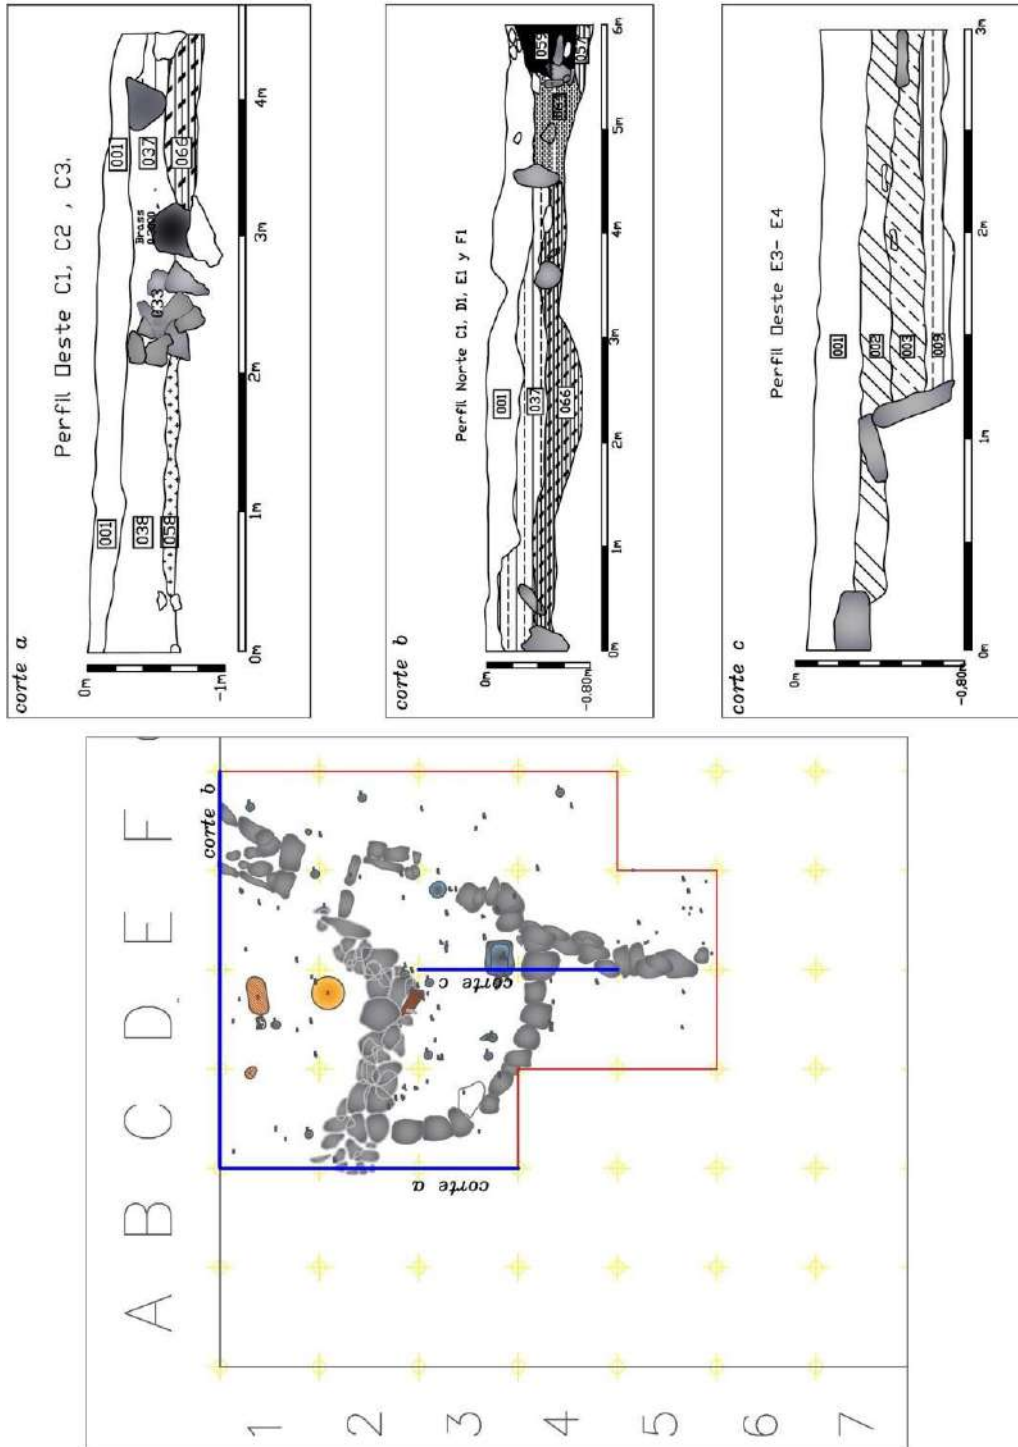 corte a
Perfil Oeste C1, C2 , C3.
001
037
066
Brass
033
001
038
058
0m
-1m
0m
1m
2m
3m
4m
corte b
Perfil Norte C1, D1, E1 y F1
001
037
066
059
057
0m
-0.80m
0m
1m
2m
3m
4m
5m
6m
corte c
Perfil Oeste E3- E4
001
002
003
009
0m
-0.80m
0m
1m
2m
3m
A B C D E F
1
2
3
4
5
6
7
corte b
corte c
corte a